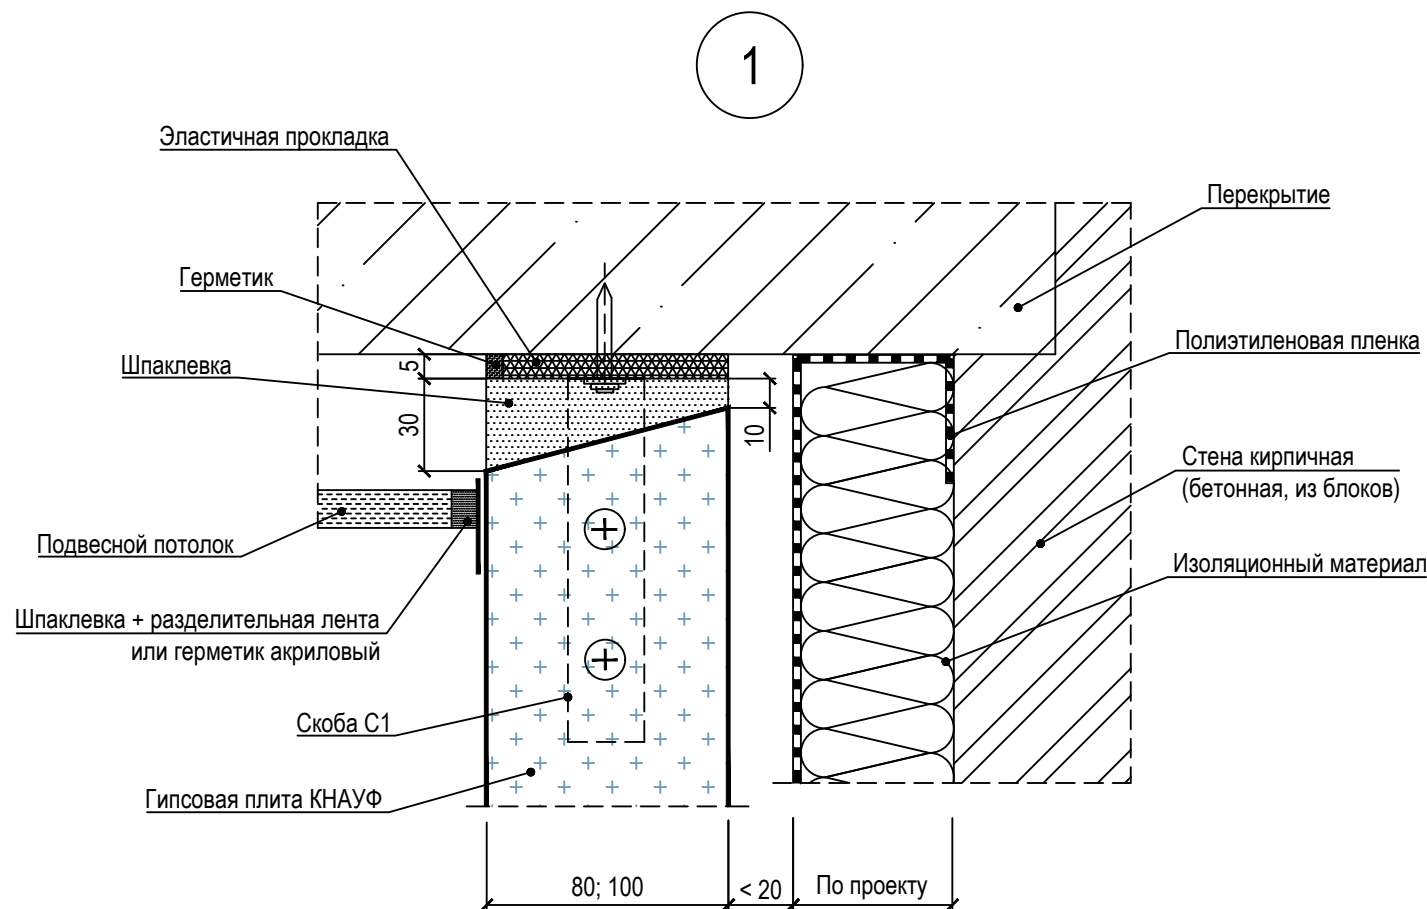 1
Эластичная прокладка
Перекрытие
Герметик
Полиэтиленовая пленка
Шпаклевка
5
30
10
Стена кирпичная
(бетонная, из блоков)
Подвесной потолок
Изоляционный материал
Шпаклевка + разделительная лента
или герметик акриловый
Скоба С1
Гипсовая плита КНАУФ
80; 100
< 20
По проекту